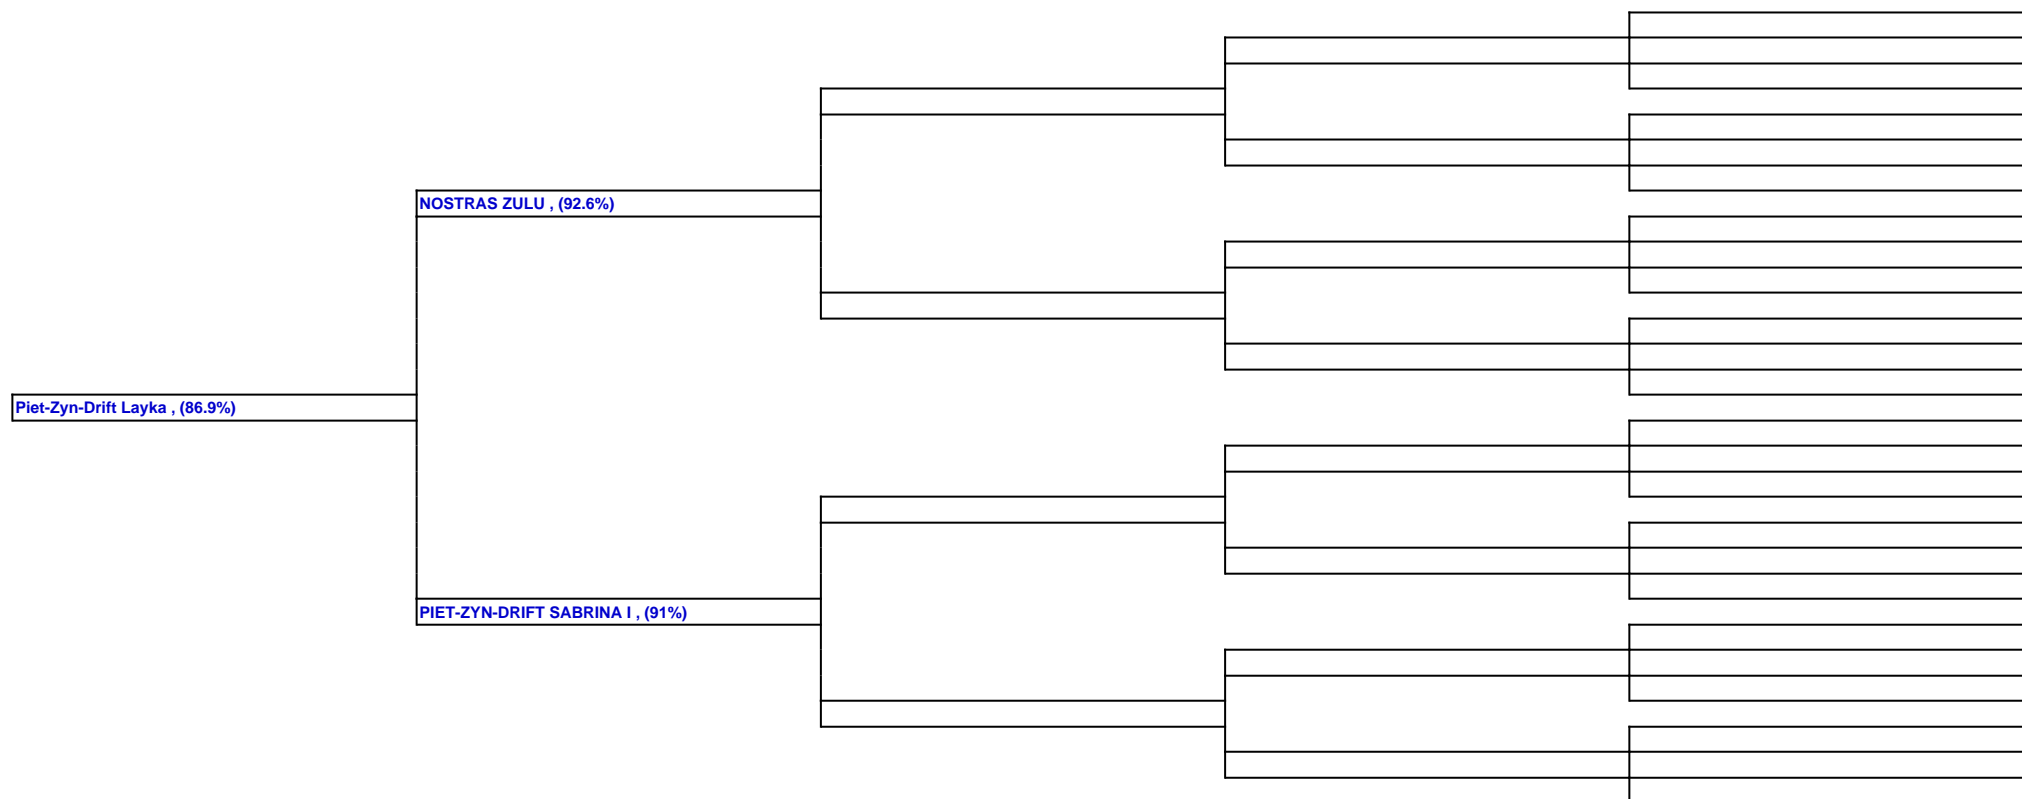 NOSTRAS ZULU , (92.6%)
Piet-Zyn-Drift Layka , (86.9%)
PIET-ZYN-DRIFT SABRINA I , (91%)